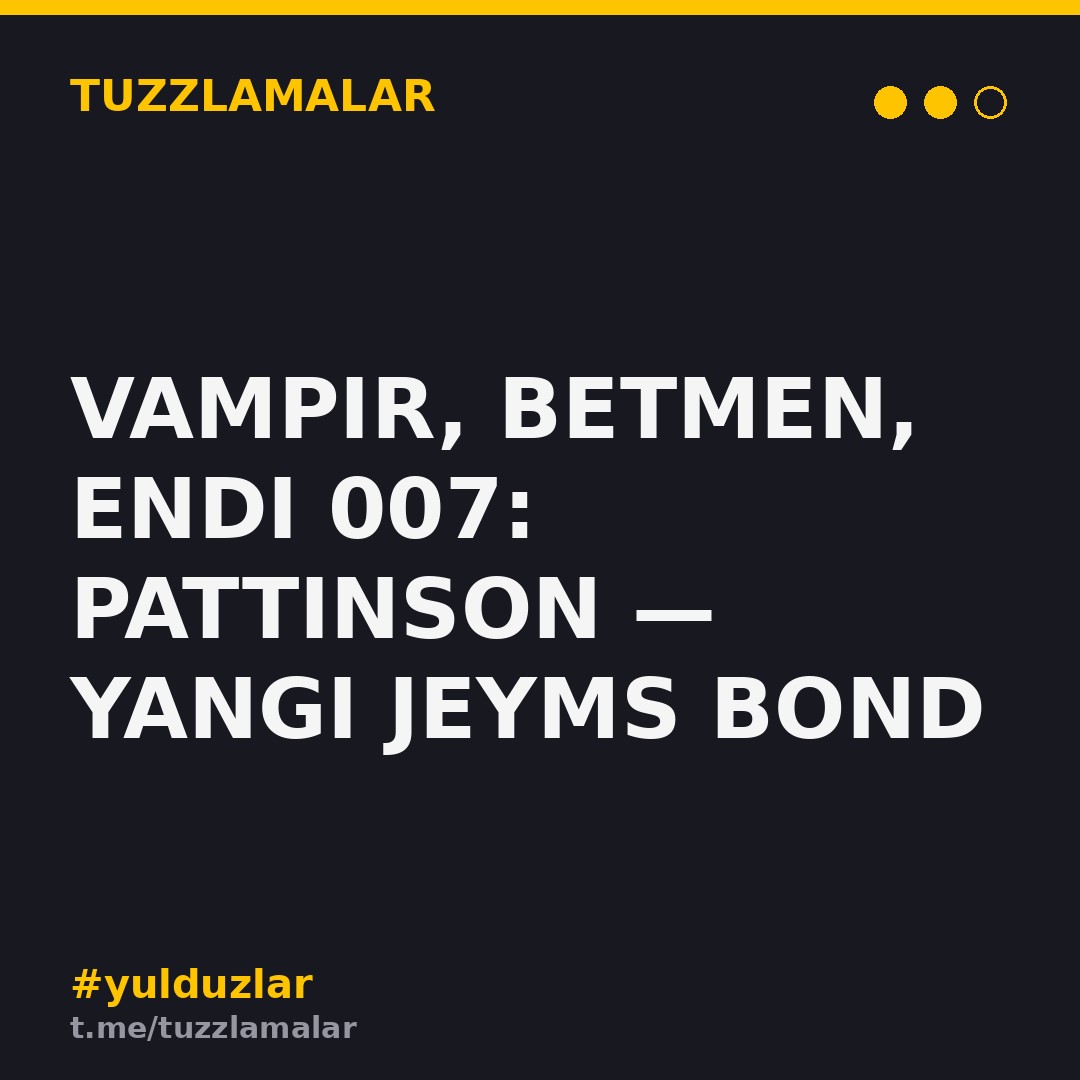 TUZZLAMALAR
VAMPIR, BETMEN,
ENDI 007:
PATTINSON —
YANGI JEYMS BOND
#yulduzlar
t.me/tuzzlamalar